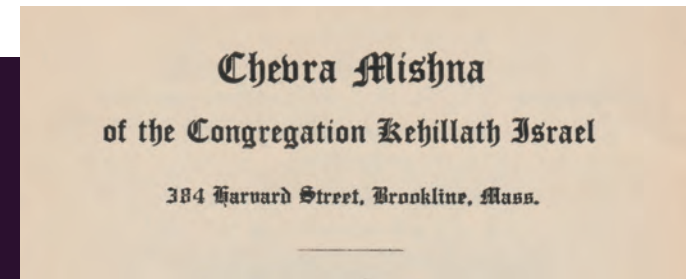 Chevra Mishna
of the Congregation Kehillath Israel
384 Harvard Street, Brookline, Mass.